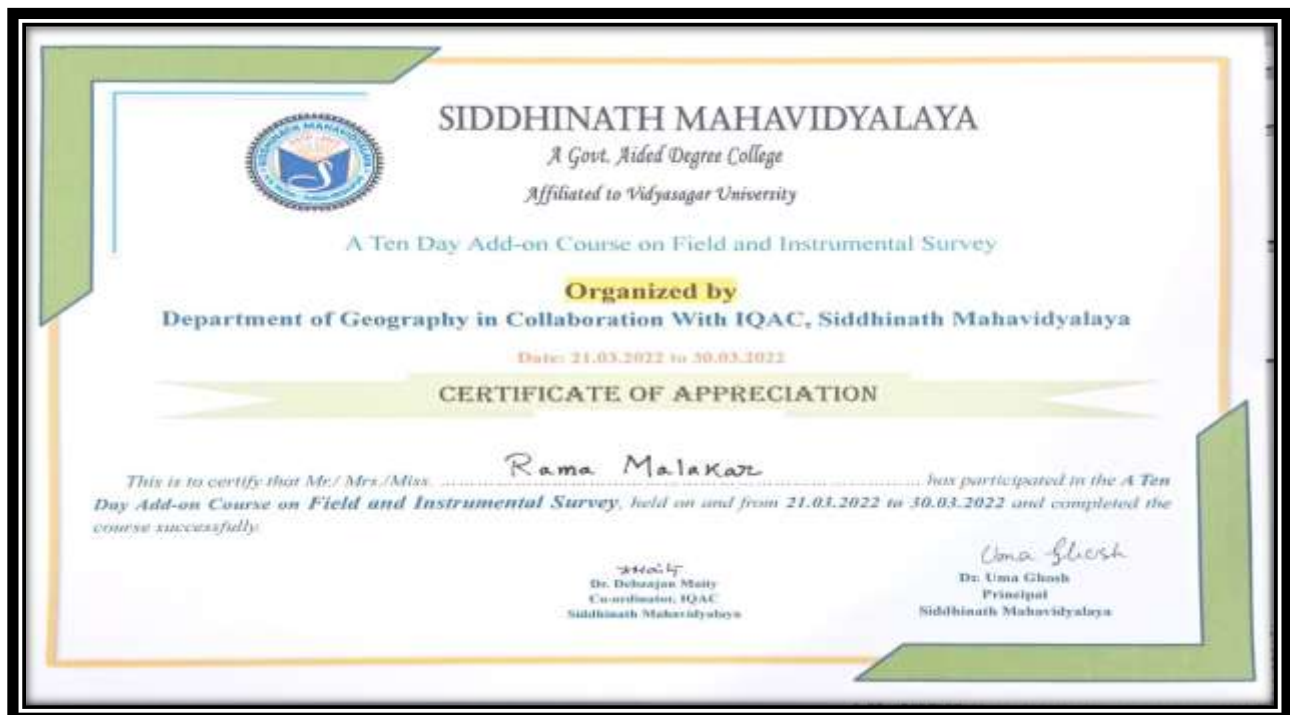 SIDDHINATH MAHAVIDYALAYA
A Govt. Aided Degree College
Affiliated to Vidyasagar University
A Ten Day Add-on Course on Field and Instrumental Survey
Organized by
Department of Geography in Collaboration With IQAC, Siddhinath Mahavidyalaya
Date: 21.03.2022 to 30.03.2022
CERTIFICATE OF APPRECIATION
This is to certify that Mr./ Mrs./Miss. Rama Malakar has participated in the A Ten
Day Add-on Course on Field and Instrumental Survey, held on and from 21.03.2022 to 30.03.2022 and completed the
course successfully.
Uma Ghosh
Dr. Debanjan Maity
Co-ordinator, IQAC
Siddhinath Mahavidyalaya
Dr. Uma Ghosh
Principal
Siddhinath Mahavidyalaya